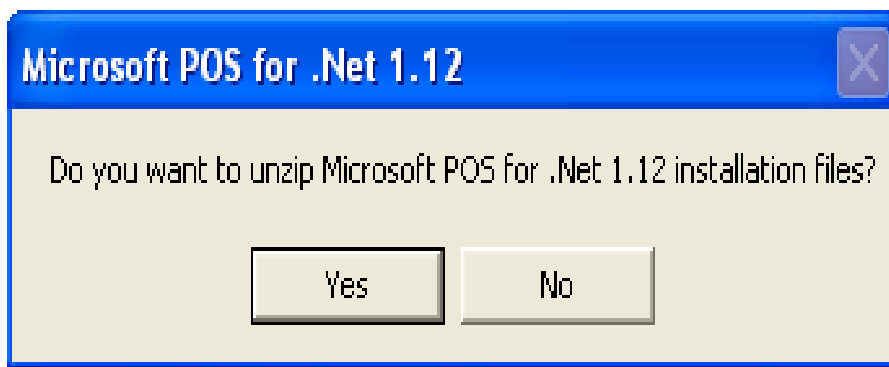 Microsoft POS for .Net 1.12
Do you want to unzip Microsoft POS for .Net 1.12 installation files?
Yes
No